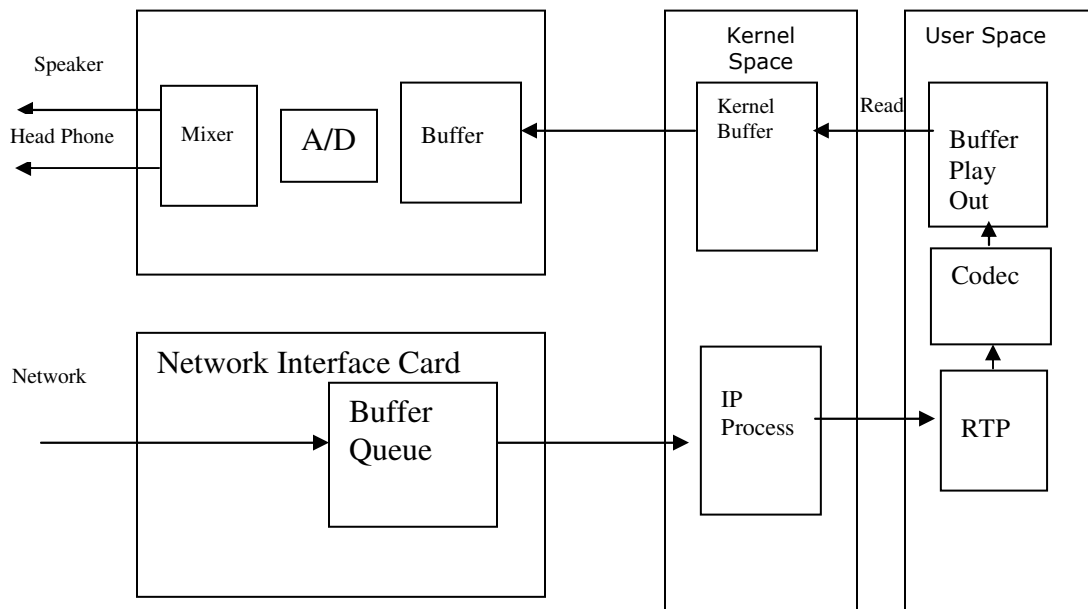 Kernel
Space
User Space
Speaker
Head Phone
Mixer
A/D
Buffer
Kernel
Buffer
Read
Buffer
Play
Out
Codec
Network Interface Card
Network
Buffer
Queue
IP
Process
RTP